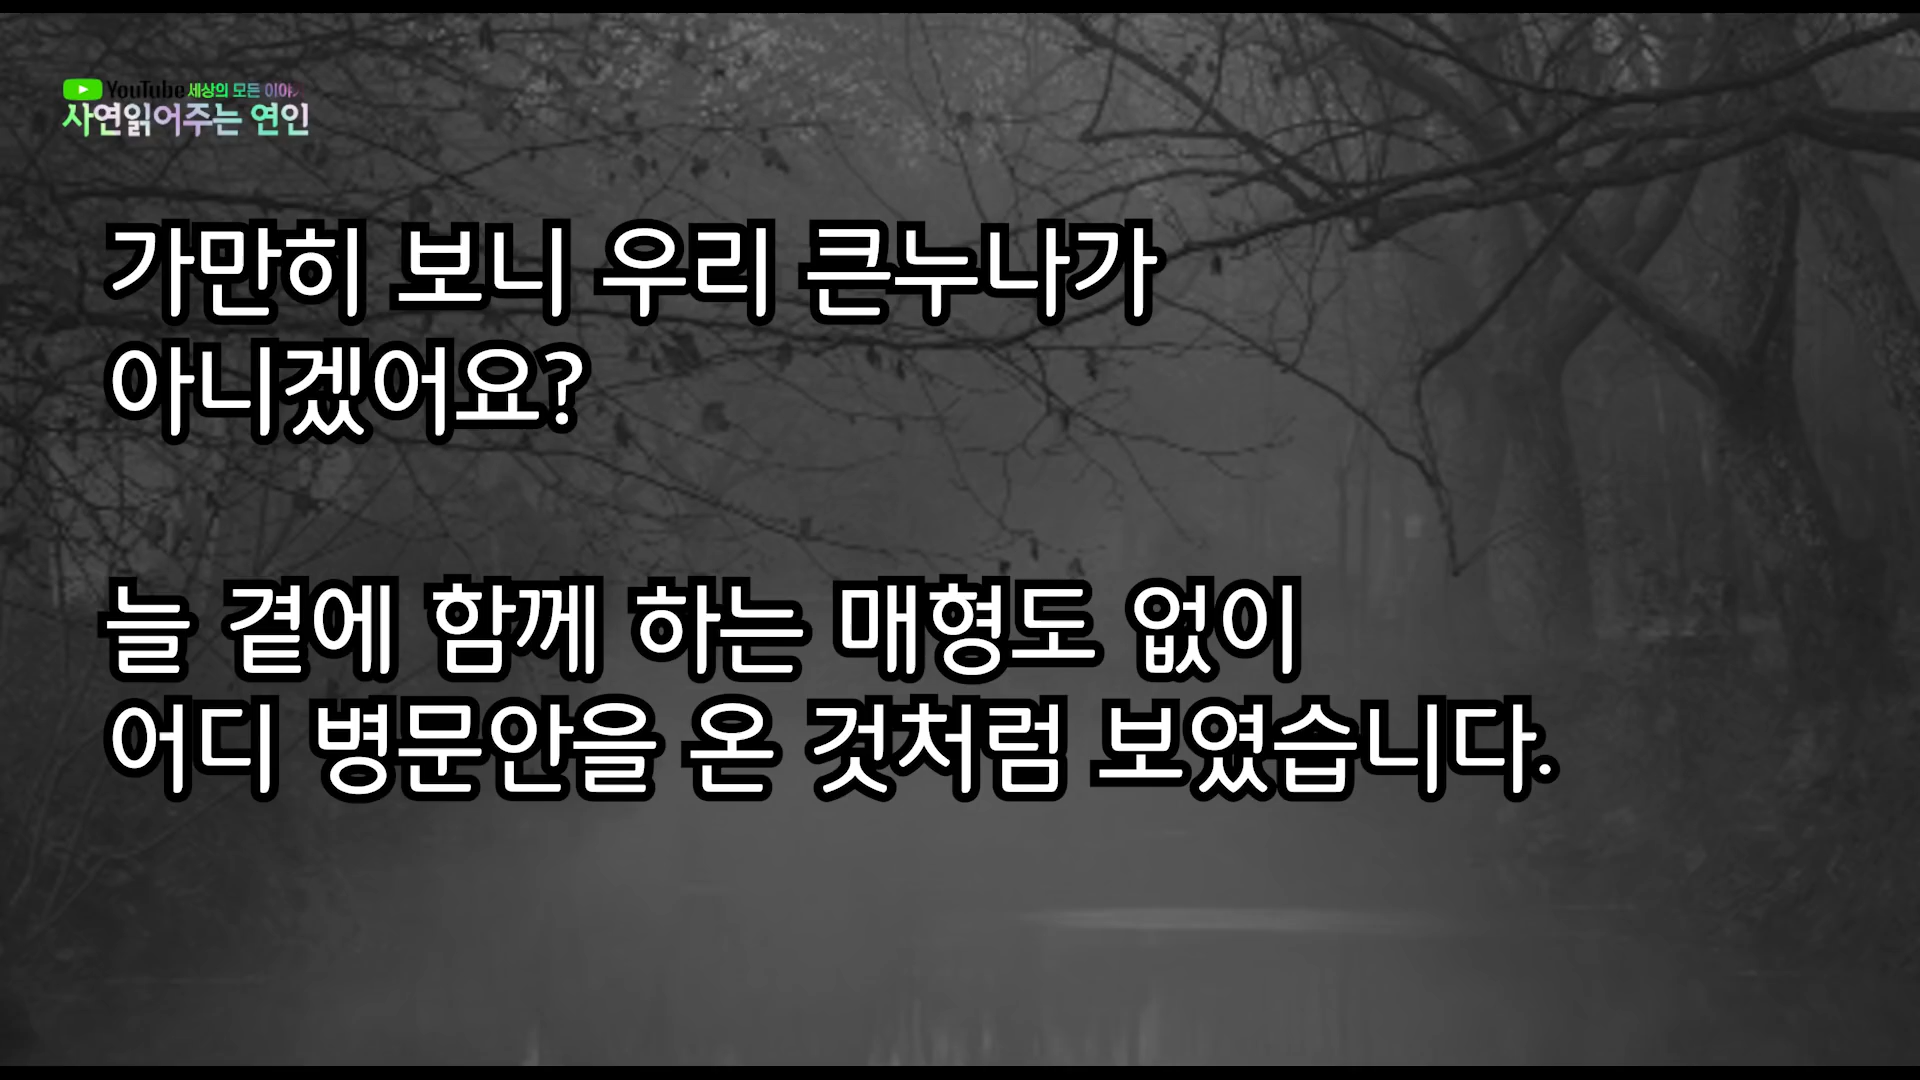 YouTube 세상의 모든 이야기
사연읽어주는 연인
가만히 보니 우리 큰누나가
아니겠어요?
늘 곁에 함께 하는 매형도 없이
어디 병문안을 온 것처럼 보였습니다.